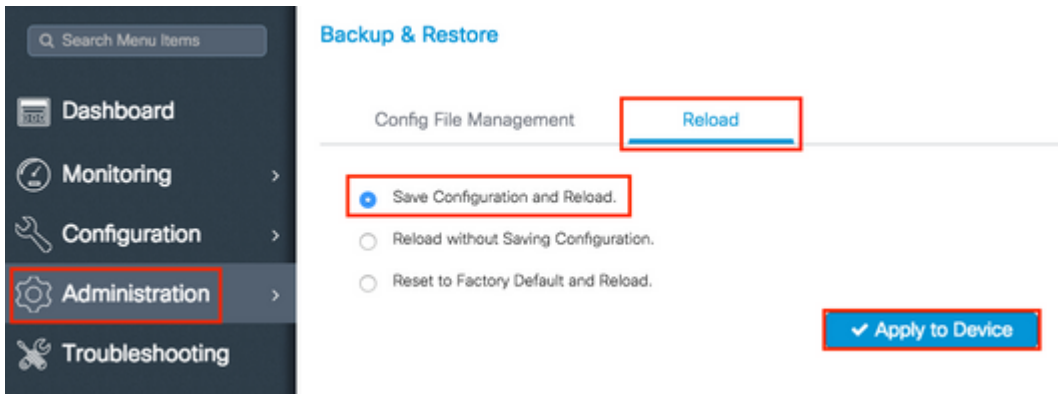 Search Menu Items
Dashboard
Monitoring
Configuration
Administration
Troubleshooting
Backup & Restore
Config File Management
Reload
Save Configuration and Reload.
Reload without Saving Configuration.
Reset to Factory Default and Reload.
Apply to Device